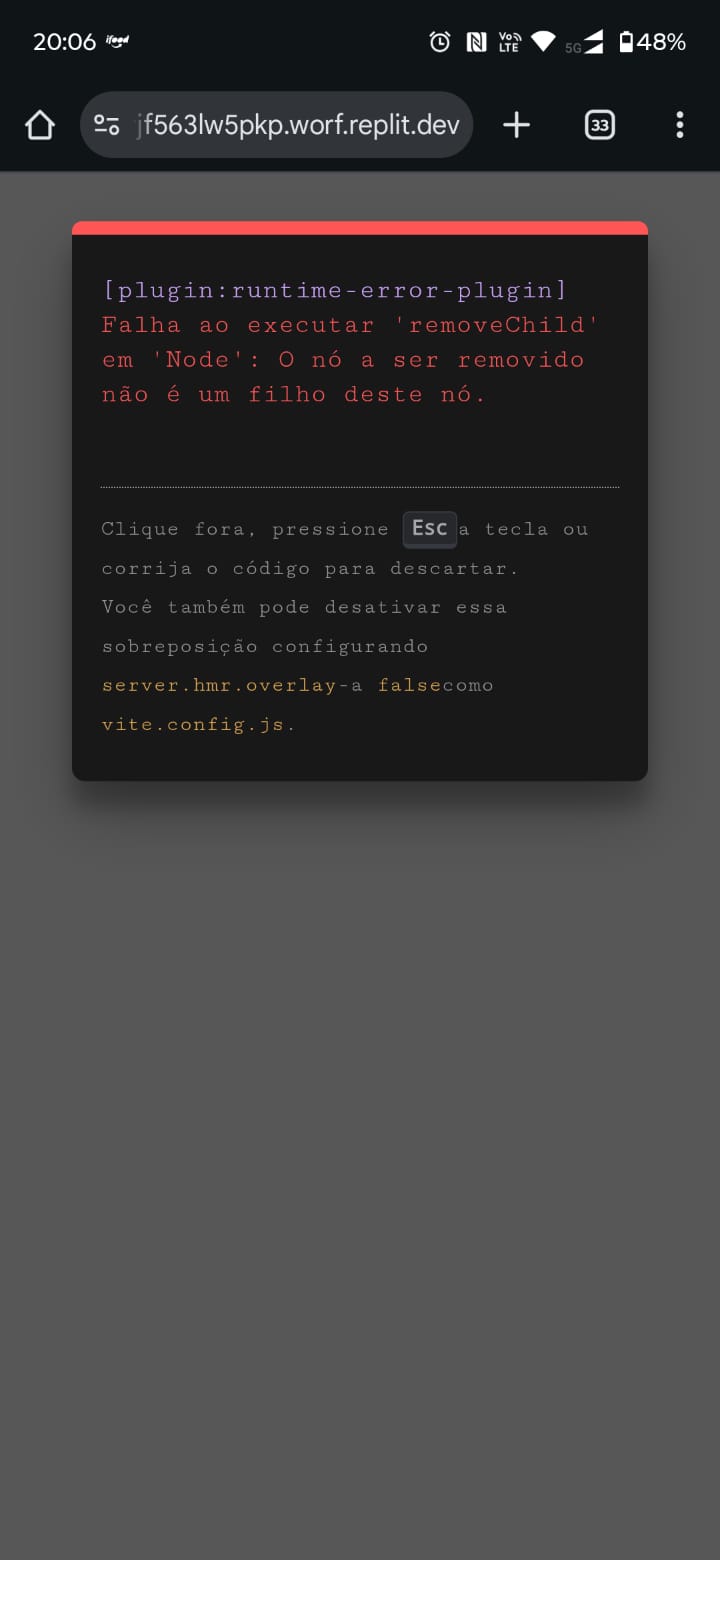 20:06 ifood Vo LTE 5G 48%
jf563lw5pkp.worf.replit.dev 33
[plugin:runtime-error-plugin]
Falha ao executar 'removeChild'
em 'Node': O nó a ser removido
não é um filho deste nó.
Clique fora, pressione Esc a tecla ou
corrija o código para descartar.
Você também pode desativar essa
sobreposição configurando
server.hmr.overlay-a falsecomo
vite.config.js.